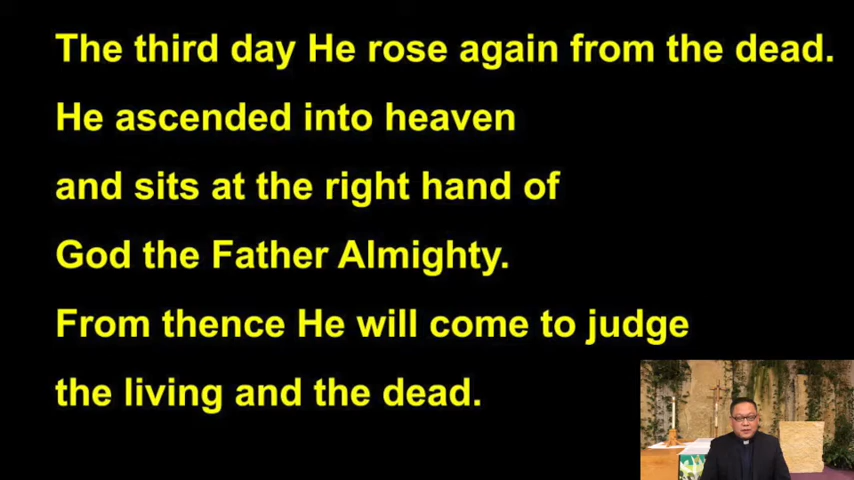 The third day He rose again from the dead.
He ascended into heaven
and sits at the right hand of
God the Father Almighty.
From thence He will come to judge
the living and the dead.